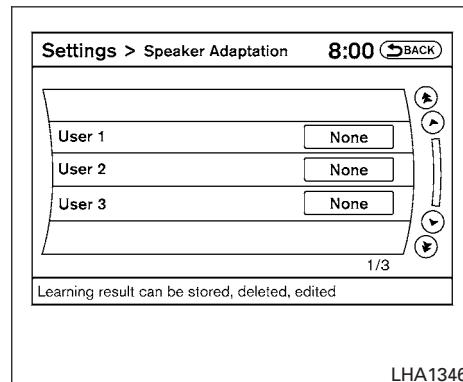 Settings > Speaker Adaptation 8:00 BACK
User 1 None
User 2 None
User 3 None
1/3
Learning result can be stored, deleted, edited
LHA1346